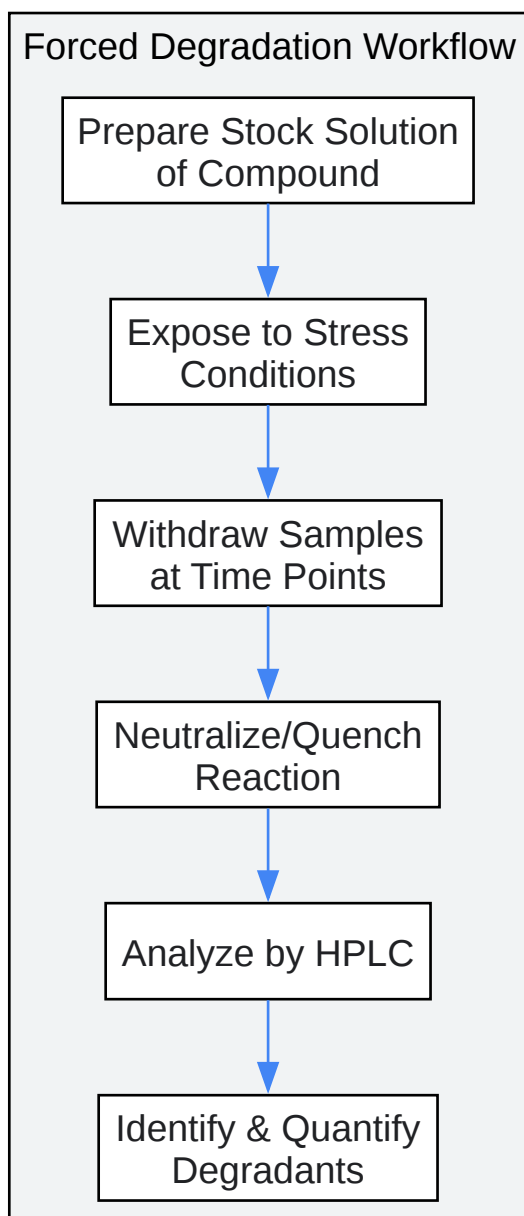 Forced Degradation Workflow
Prepare Stock Solution
of Compound
Expose to Stress
Conditions
Withdraw Samples
at Time Points
Neutralize/Quench
Reaction
Analyze by HPLC
Identify & Quantify
Degradants